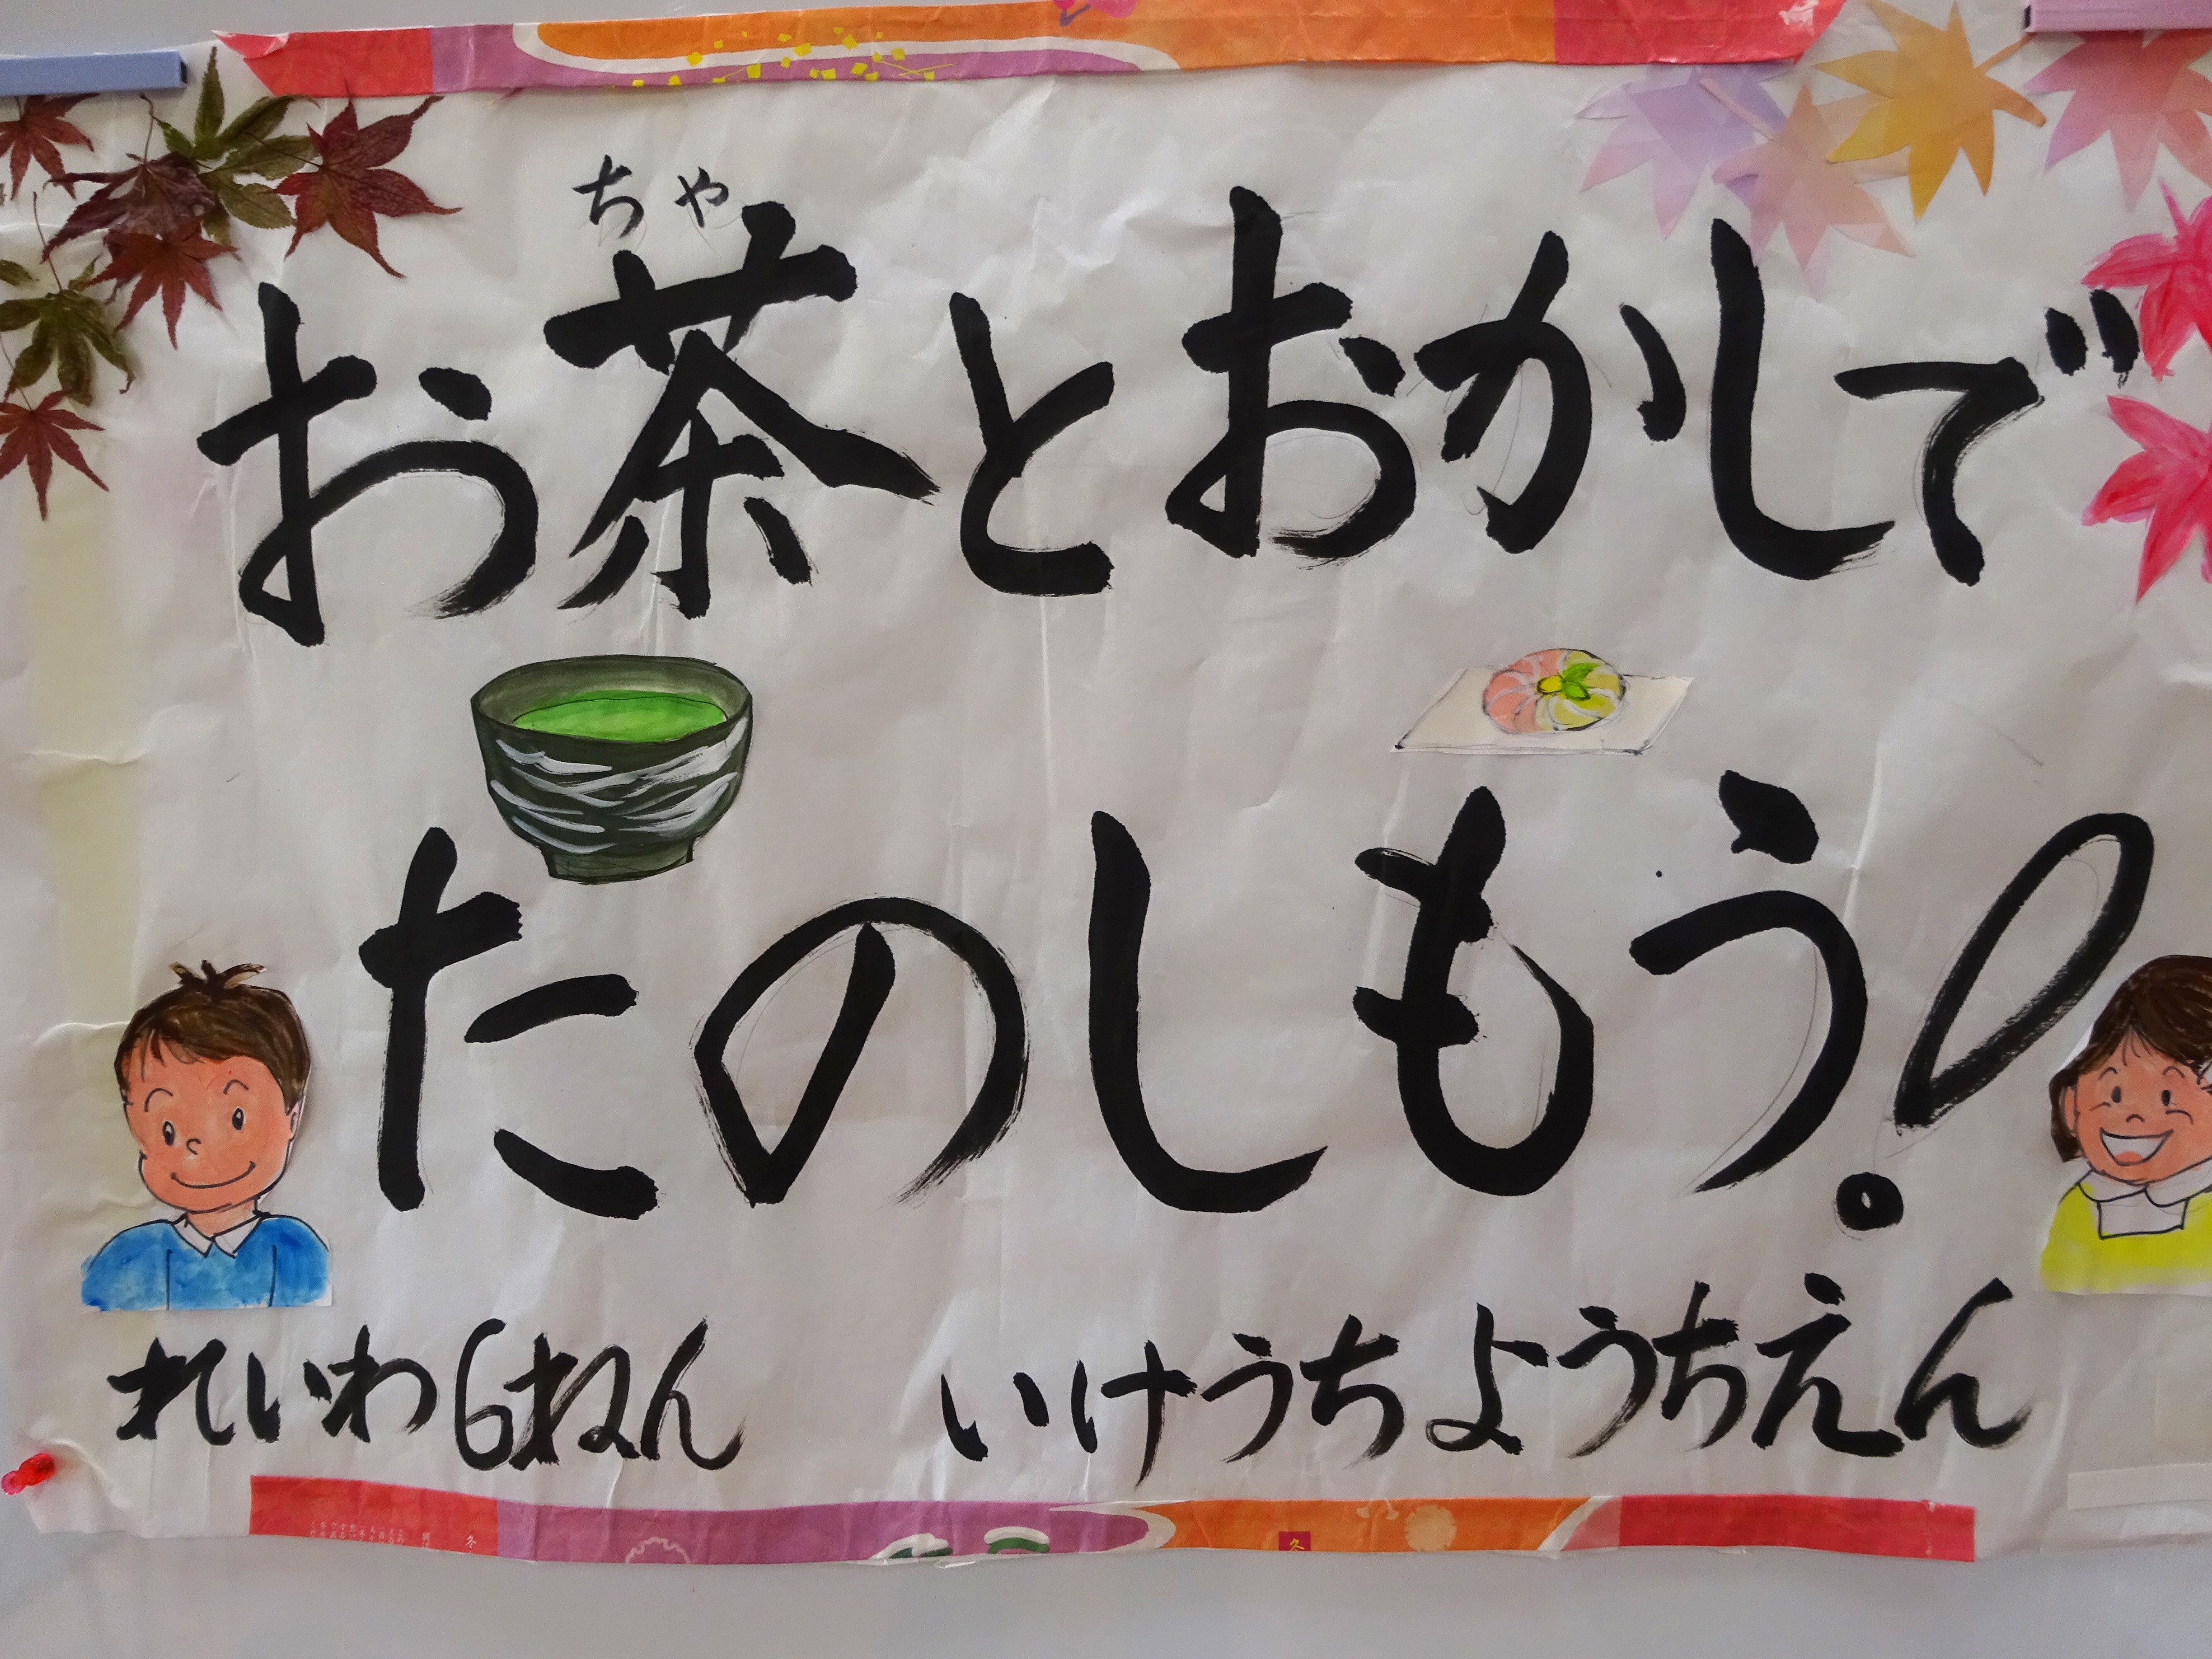 ちゃ
お茶とおかしで
たのしもう!
れいわ6ねん いけうちようちえん